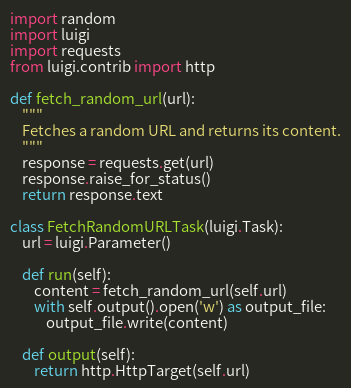 import random
import luigi
import requests
from luigi.contrib import http

def fetch_random_url(url):
    """
    Fetches a random URL and returns its content.
    """
    response = requests.get(url)
    response.raise_for_status()
    return response.text

class FetchRandomURLTask(luigi.Task):
    url = luigi.Parameter()

    def run(self):
        content = fetch_random_url(self.url)
        with self.output().open('w') as output_file:
            output_file.write(content)

    def output(self):
        return http.HttpTarget(self.url)